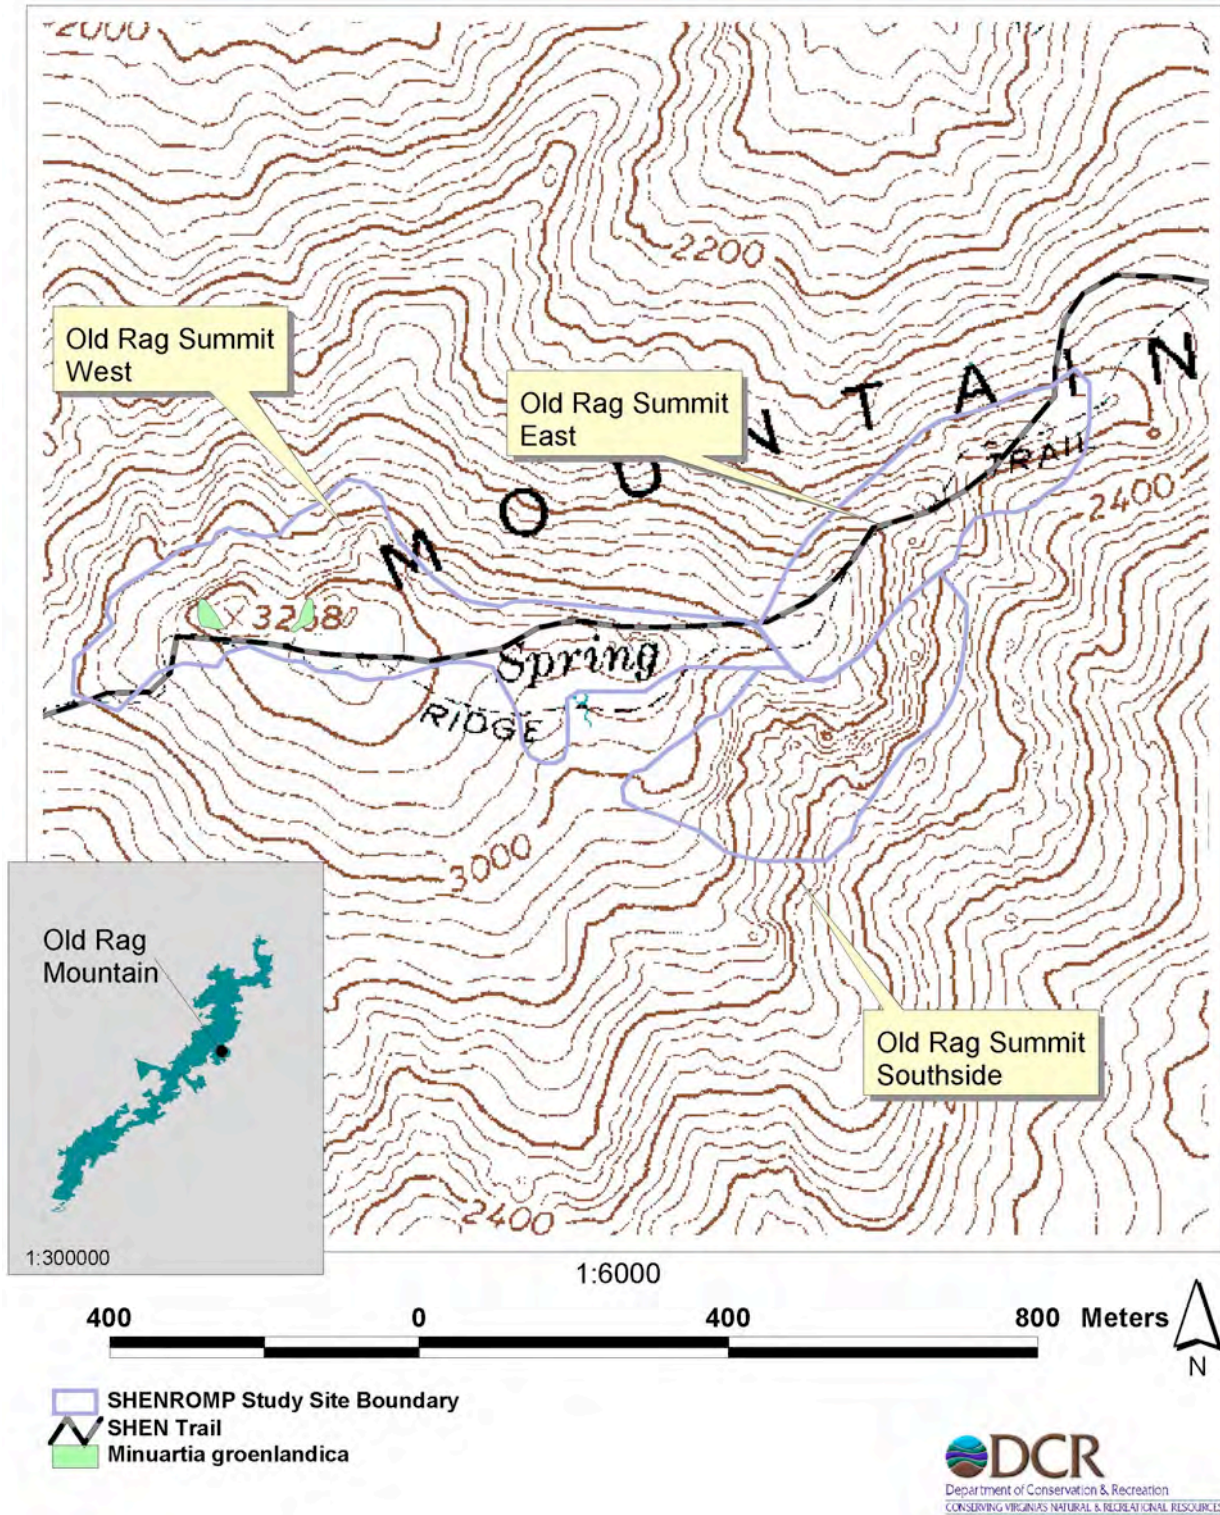 2000
2200
Old Rag Summit
West
Old Rag Summit
East
MOUNTAIN
TRAIL
2400
3268
Spring
RIDGE
3000
Old Rag
Mountain
Old Rag Summit
Southside
2400
1:300000
1:6000
400 0 400 800 Meters
N
SHENROMP Study Site Boundary
SHEN Trail
Minuartia groenlandica
DCR
Department of Conservation & Recreation
CONSERVING VIRGINIA'S NATURAL & RECREATIONAL RESOURCES